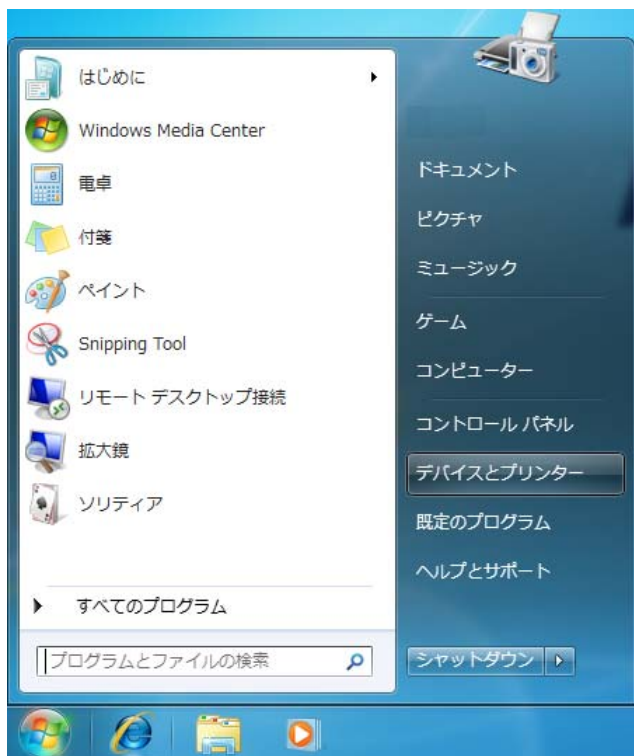 はじめに
Windows Media Center
電卓
付箋
ペイント
Snipping Tool
リモート デスクトップ接続
拡大鏡
ソリティア
すべてのプログラム
プログラムとファイルの検索
ドキュメント
ピクチャ
ミュージック
ゲーム
コンピューター
コントロール パネル
デバイスとプリンター
既定のプログラム
ヘルプとサポート
シャットダウン